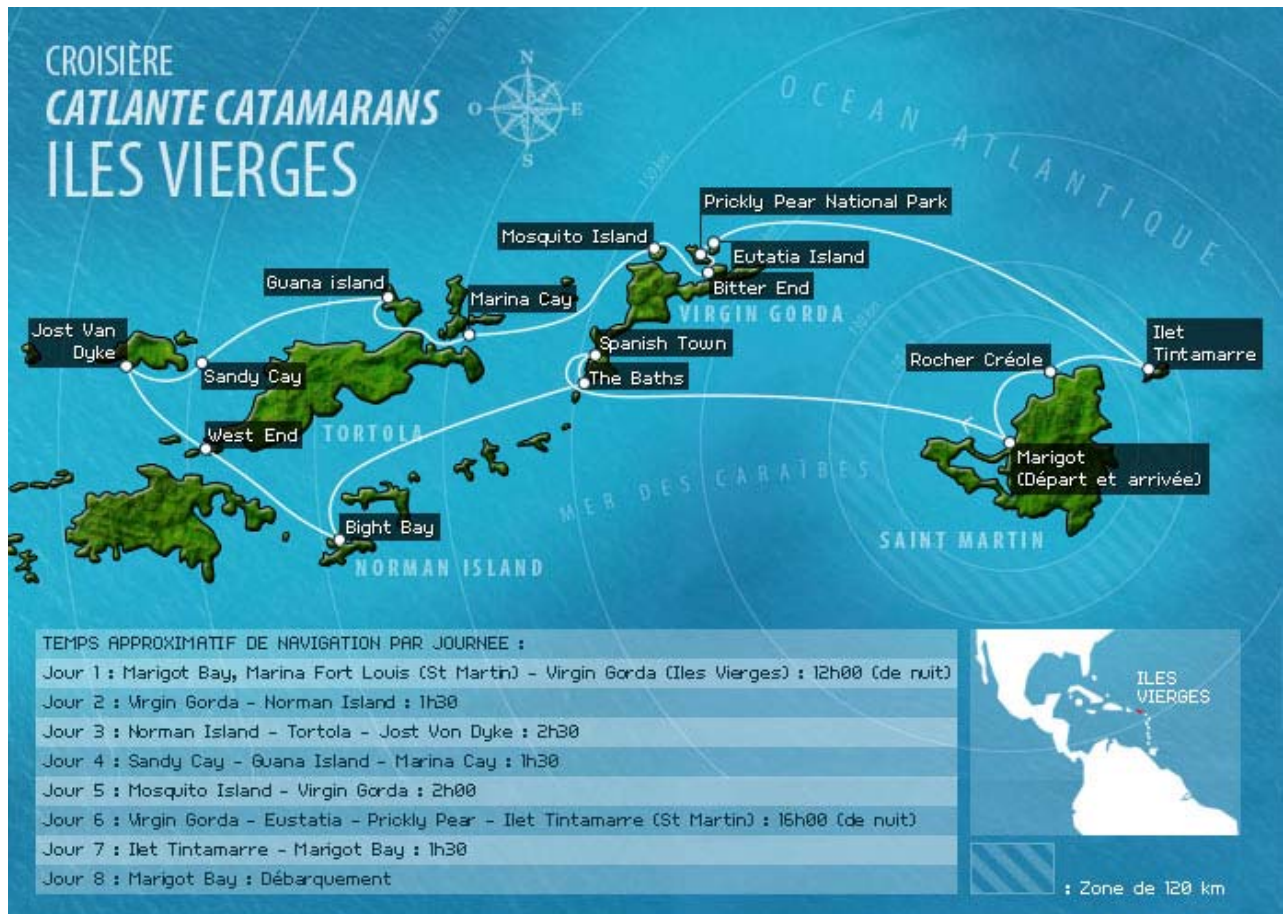 CROISIÈRE
CATLANTE CATAMARANS
ILES VIERGES
N
O
E
S
OCEAN ATLANTIQUE
150 km
Prickly Pear National Park
Mosquito Island
Eutatia Island
Bitter End
Guana island
Marina Cay
VIRGIN GORDA
Jost Van
Dyke
Spanish Town
Ilet
Tintamarre
Rocher Créole
Sandy Cay
The Baths
West End
TORTOLA
Marigot
(Départ et arrivée)
MER DES CARAÏBES
Bight Bay
SAINT MARTIN
NORMAN ISLAND
TEMPS APPROXIMATIF DE NAVIGATION PAR JOURNEE :
Jour 1 : Marigot Bay, Marina Fort Louis (St Martin) - Virgin Gorda (Iles Vierges) : 12h00 (de nuit)
Jour 2 : Virgin Gorda - Norman Island : 1h30
Jour 3 : Norman Island - Tortola - Jost Von Dyke : 2h30
Jour 4 : Sandy Cay - Guana Island - Marina Cay : 1h30
Jour 5 : Mosquito Island - Virgin Gorda : 2h00
Jour 6 : Virgin Gorda - Eustatia - Prickly Pear - Ilet Tintamarre (St Martin) : 16h00 (de nuit)
Jour 7 : Ilet Tintamarre - Marigot Bay : 1h30
Jour 8 : Marigot Bay : Débarquement
ILES
VIERGES
: Zone de 120 km